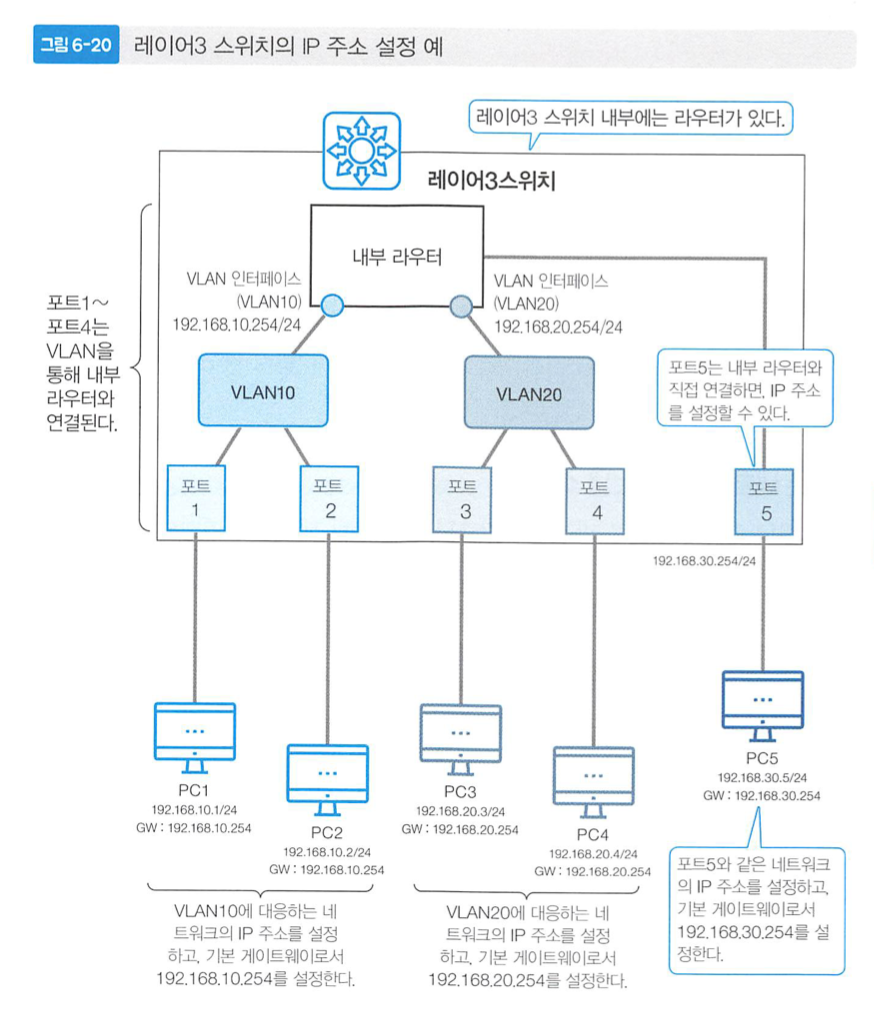 그림 6-20 레이어3 스위치의 IP 주소 설정 예
레이어3 스위치 내부에는 라우터가 있다.
레이어3스위치
내부 라우터
VLAN 인터페이스
(VLAN10)
192.168.10.254/24
VLAN 인터페이스
(VLAN20)
192.168.20.254/24
포트1~
포트4는
VLAN을
통해 내부
라우터와
연결된다.
VLAN10
VLAN20
포트5는 내부 라우터와
직접 연결하면, IP 주소
를 설정할 수 있다.
포트
1
포트
2
포트
3
포트
4
포트
5
192.168.30.254/24
PC1
192.168.10.1/24
GW : 192.168.10.254
PC2
192.168.10.2/24
GW : 192.168.10.254
PC3
192.168.20.3/24
GW : 192.168.20.254
PC4
192.168.20.4/24
GW : 192.168.20.254
PC5
192.168.30.5/24
GW : 192.168.30.254
VLAN10에 대응하는 네
트워크의 IP 주소를 설정
하고, 기본 게이트웨이로서
192.168.10.254를 설정한다.
VLAN20에 대응하는 네
트워크의 IP 주소를 설정
하고, 기본 게이트웨이로서
192.168.20.254를 설정한다.
포트5와 같은 네트워크
의 IP 주소를 설정하고,
기본 게이트웨이로서
192.168.30.254를 설
정한다.